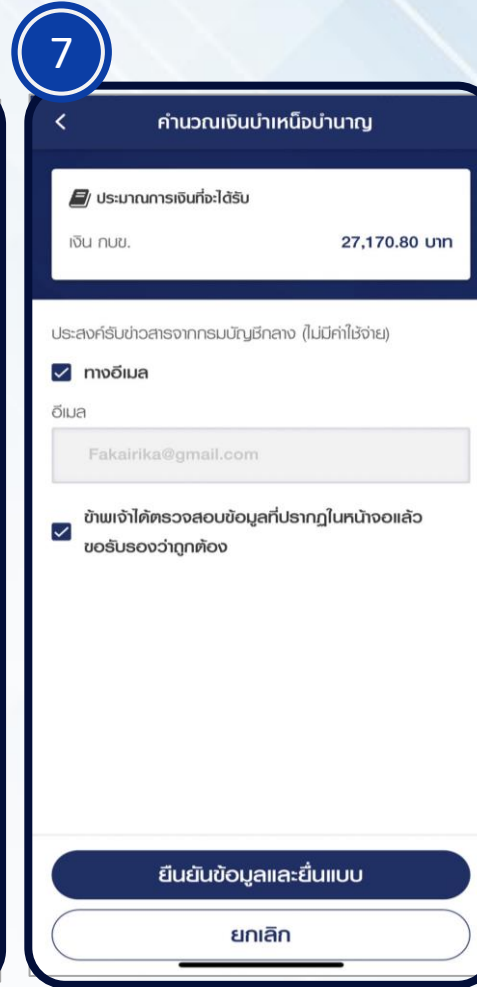 7
คำนวณเงินบำเหน็จบำนาญ
ประมาณการเงินที่จะได้รับ
เงิน กบข. 27,170.80 บาท
ประสงค์รับข่าวสารจากกรมบัญชีกลาง (ไม่มีค่าใช้จ่าย)
ทางอีเมล
อีเมล
Fakairika@gmail.com
ข้าพเจ้าได้ตรวจสอบข้อมูลที่ปรากฏในหน้าจอแล้ว
ขอรับรองว่าถูกต้อง
ยืนยันข้อมูลและยื่นแบบ
ยกเลิก